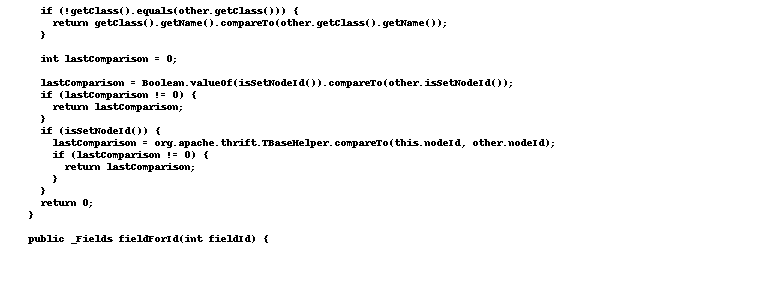 if (!getClass().equals(other.getClass())) {
return getClass().getName().compareTo(other.getClass().getName());
}
int lastComparison = 0;
lastComparison = Boolean.valueOf(isSetNodeId()).compareTo(other.isSetNodeId());
if (lastComparison != 0) {
return lastComparison;
}
if (isSetNodeId()) {
lastComparison = org.apache.thrift.TBaseHelper.compareTo(this.nodeId, other.nodeId);
if (lastComparison != 0) {
return lastComparison;
}
}
return 0;
}
public _Fields fieldForId(int fieldId) {